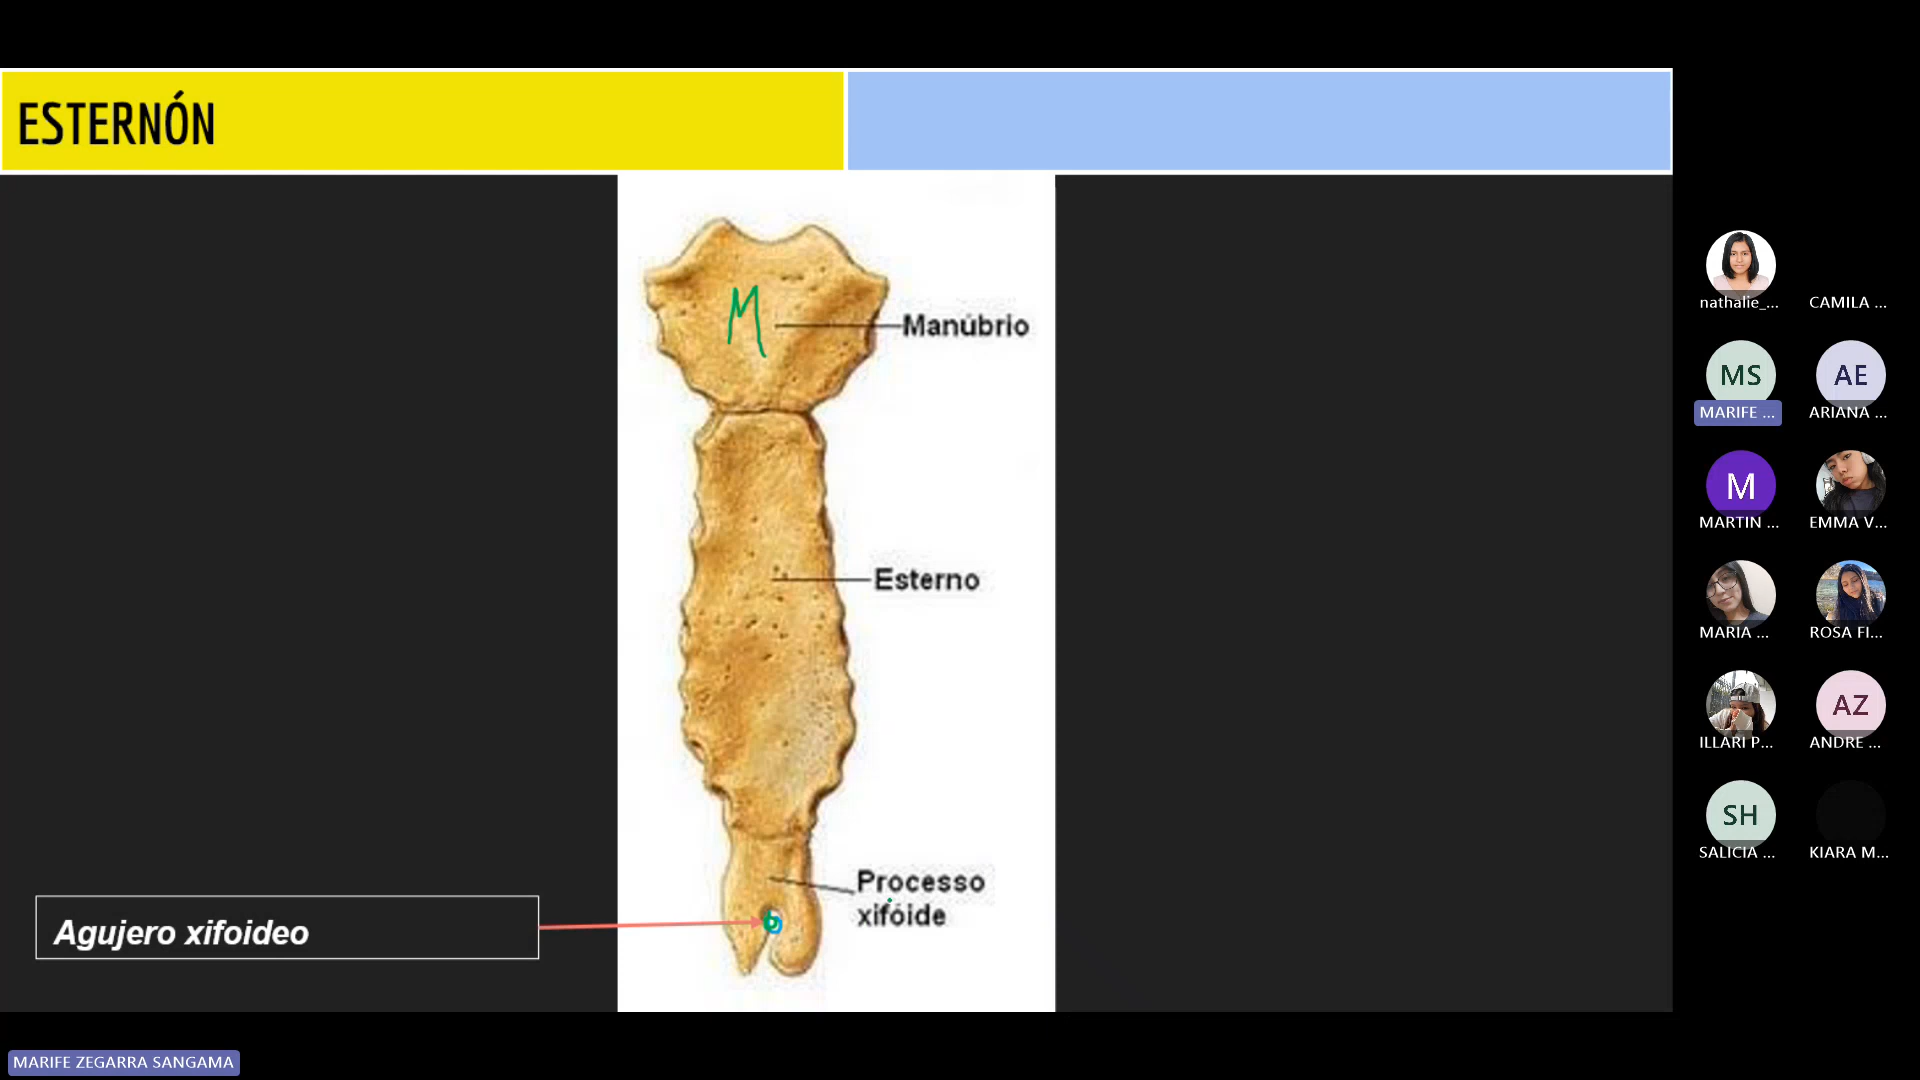 ESTERNÓN
M
Manúbrio
Esterno
Processo
xifóide
Agujero xifoideo
nathalie_...
CAMILA ...
MS
MARIFE ...
AE
ARIANA ...
M
MARTIN ...
EMMA V...
MARIA ...
ROSA FI...
ILLARI P...
AZ
ANDRE ...
SH
SALICIA ...
KIARA M...
MARIFE ZEGARRA SANGAMA